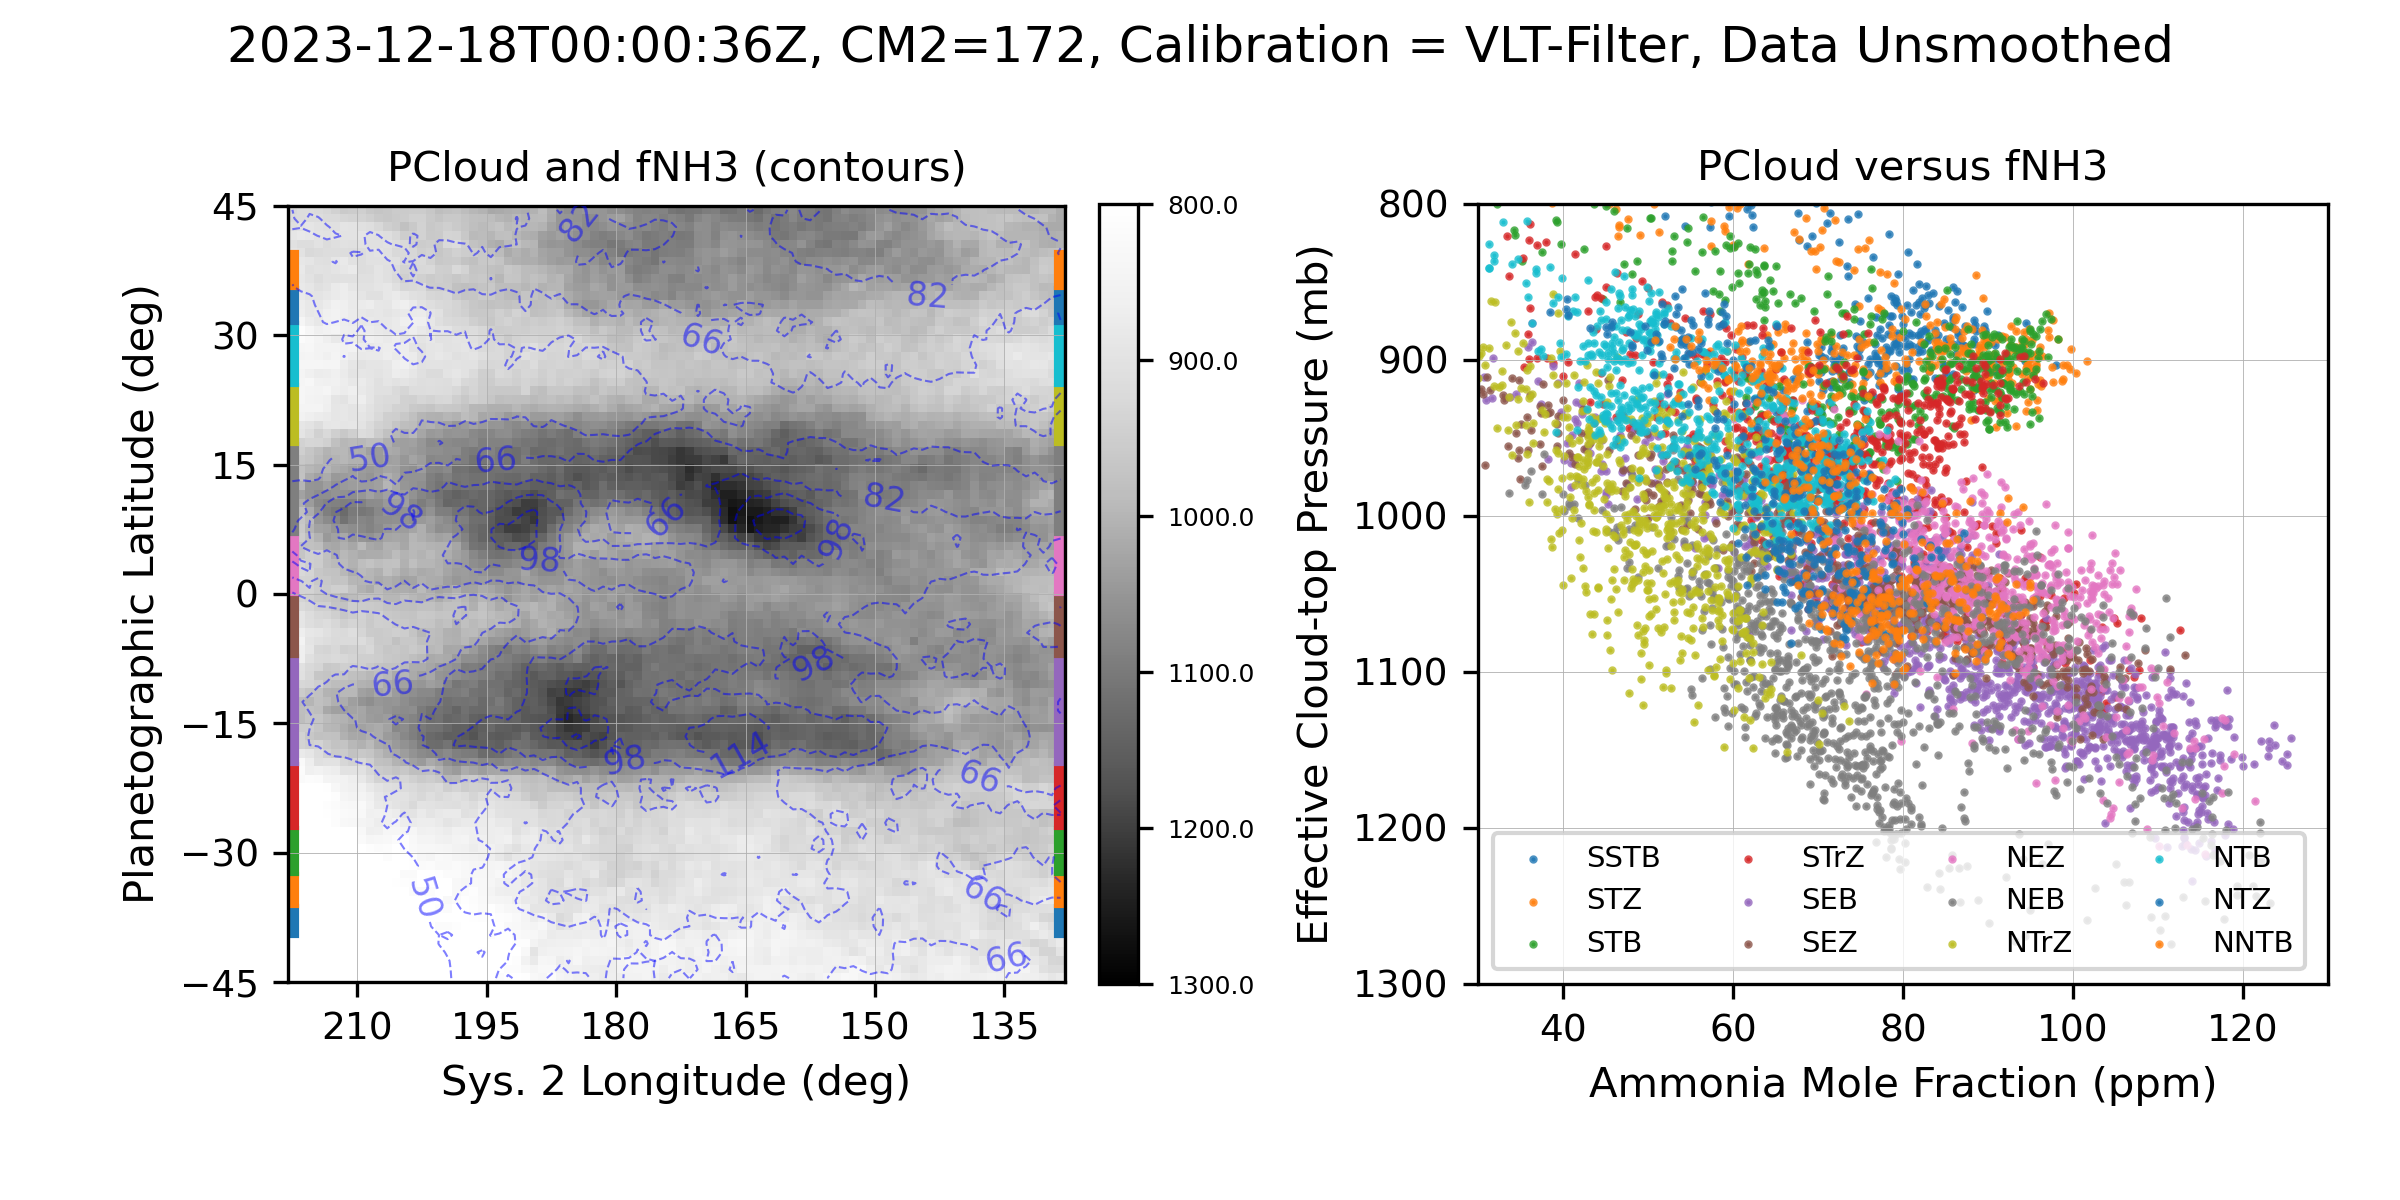 2023-12-18T00:00:36Z, CM2=172, Calibration = VLT-Filter, Data Unsmoothed
PCloud and fNH3 (contours)
Planetographic Latitude (deg)
45
30
15
0
−15
−30
−45
82
82
66
50
66
98
66
82
98
98
66
98
98
114
66
50
66
66
210
195
180
165
150
135
Sys. 2 Longitude (deg)
800.0
900.0
1000.0
1100.0
1200.0
1300.0
PCloud versus fNH3
Effective Cloud-top Pressure (mb)
800
900
1000
1100
1200
1300
SSTB
STZ
STB
STrZ
SEB
SEZ
NEZ
NEB
NTrZ
NTB
NTZ
NNTB
40
60
80
100
120
Ammonia Mole Fraction (ppm)